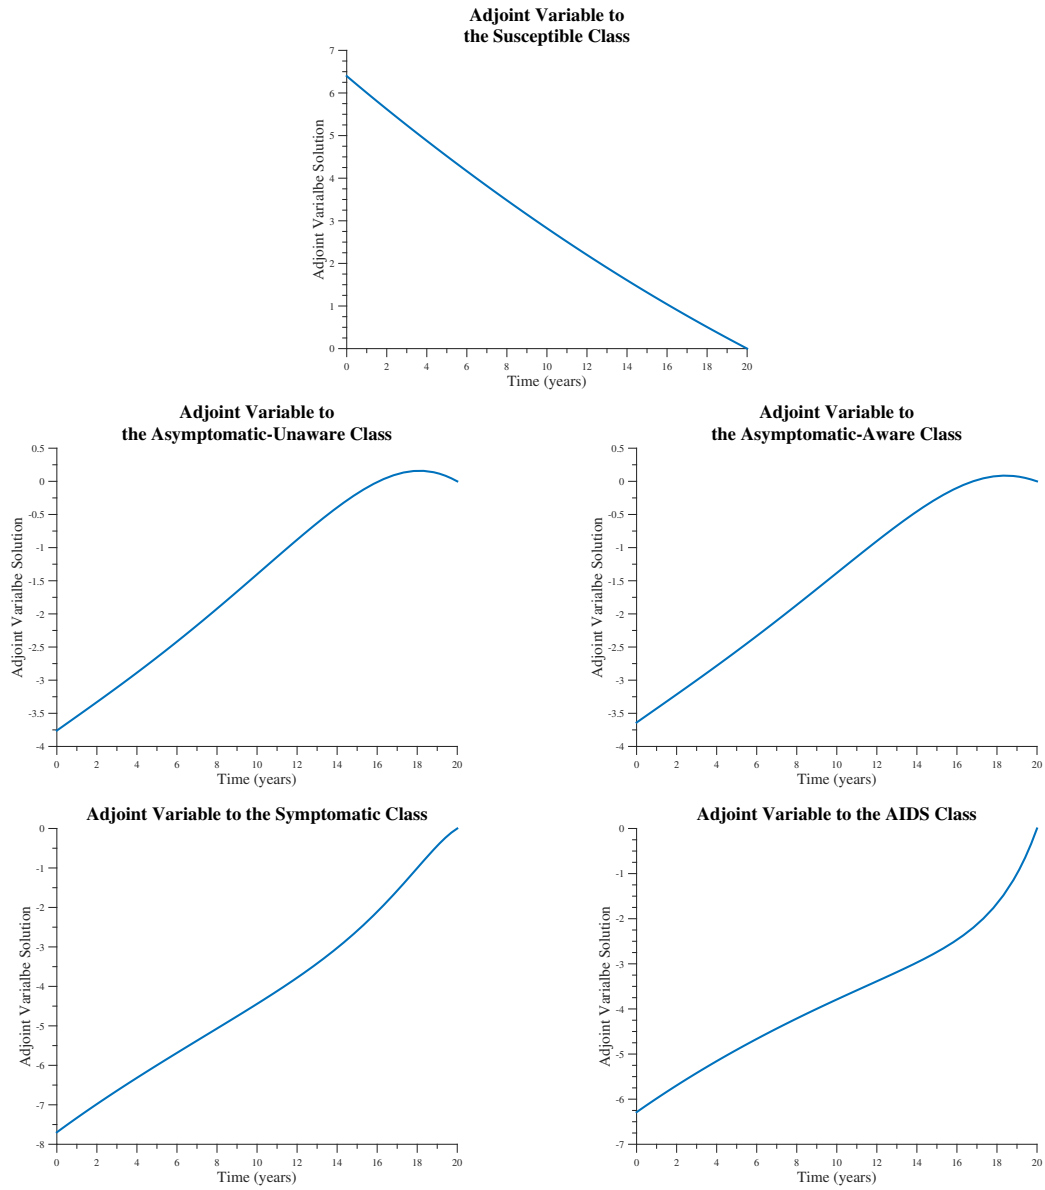 Adjoint Variable to
the Susceptible Class
Adjoint Varialbe Solution
7
6
5
4
3
2
1
0
0 2 4 6 8 10 12 14 16 18 20
Time (years)
Adjoint Variable to
the Asymptomatic-Unaware Class
Adjoint Varialbe Solution
0.5
0
-0.5
-1
-1.5
-2
-2.5
-3
-3.5
-4
0 2 4 6 8 10 12 14 16 18 20
Time (years)
Adjoint Variable to
the Asymptomatic-Aware Class
Adjoint Varialbe Solution
0.5
0
-0.5
-1
-1.5
-2
-2.5
-3
-3.5
-4
0 2 4 6 8 10 12 14 16 18 20
Time (years)
Adjoint Variable to the Symptomatic Class
Adjoint Varialbe Solution
0
-1
-2
-3
-4
-5
-6
-7
-8
0 2 4 6 8 10 12 14 16 18 20
Time (years)
Adjoint Variable to the AIDS Class
Adjoint Varialbe Solution
0
-1
-2
-3
-4
-5
-6
-7
0 2 4 6 8 10 12 14 16 18 20
Time (years)